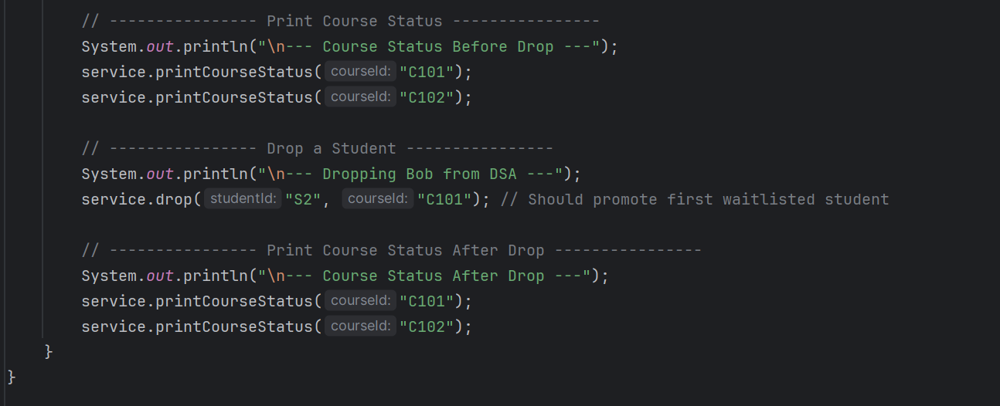 // ---------------- Print Course Status ----------------
System.out.println("\n--- Course Status Before Drop ---");
service.printCourseStatus( courseId: "C101");
service.printCourseStatus( courseId: "C102");
// ---------------- Drop a Student ----------------
System.out.println("\n--- Dropping Bob from DSA ---");
service.drop( studentId: "S2", courseId: "C101"); // Should promote first waitlisted student
// ---------------- Print Course Status After Drop ----------------
System.out.println("\n--- Course Status After Drop ---");
service.printCourseStatus( courseId: "C101");
service.printCourseStatus( courseId: "C102");
}
}